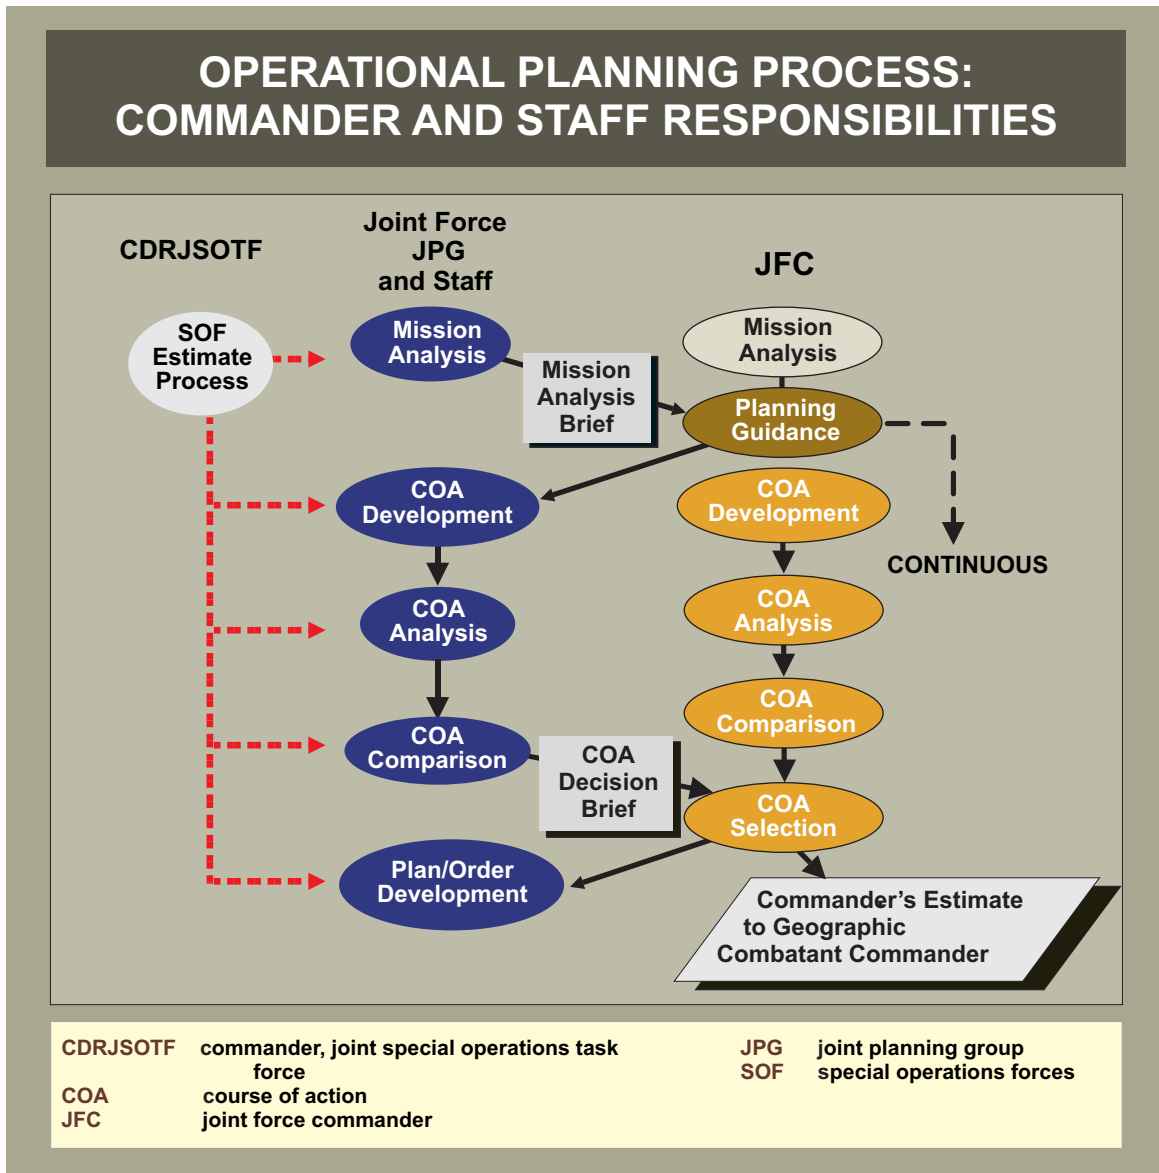 OPERATIONAL PLANNING PROCESS:
COMMANDER AND STAFF RESPONSIBILITIES
CDRJSOTF
Joint Force
JPG
and Staff
JFC
SOF
Estimate
Process
Mission
Analysis
Mission
Analysis
Brief
Mission
Analysis
Planning
Guidance
COA
Development
COA
Development
CONTINUOUS
COA
Analysis
COA
Analysis
COA
Comparison
COA
Comparison
COA
Decision
Brief
COA
Selection
Plan/Order
Development
Commander's Estimate
to Geographic
Combatant Commander
CDRJSOTF commander, joint special operations task
force
COA course of action
JFC joint force commander
JPG joint planning group
SOF special operations forces